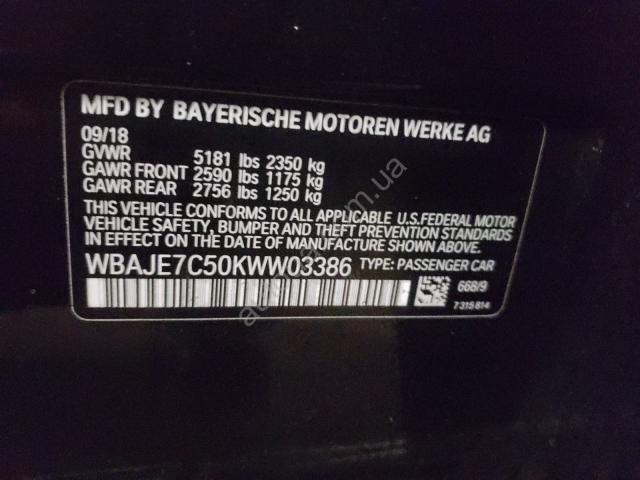 MFD BY BAYERISCHE MOTOREN WERKE AG
09/18
GVWR 5181 lbs 2350 kg
GAWR FRONT 2590 lbs 1175 kg
GAWR REAR 2756 lbs 1250 kg
THIS VEHICLE CONFORMS TO ALL APPLICABLE U.S.FEDERAL MOTOR
VEHICLE SAFETY, BUMPER AND THEFT PREVENTION STANDARDS
IN EFFECT ON THE DATE OF MANUFACTURE SHOWN ABOVE.
WBAJE7C50KWW03386 TYPE: PASSENGER CAR
668/9
7315814